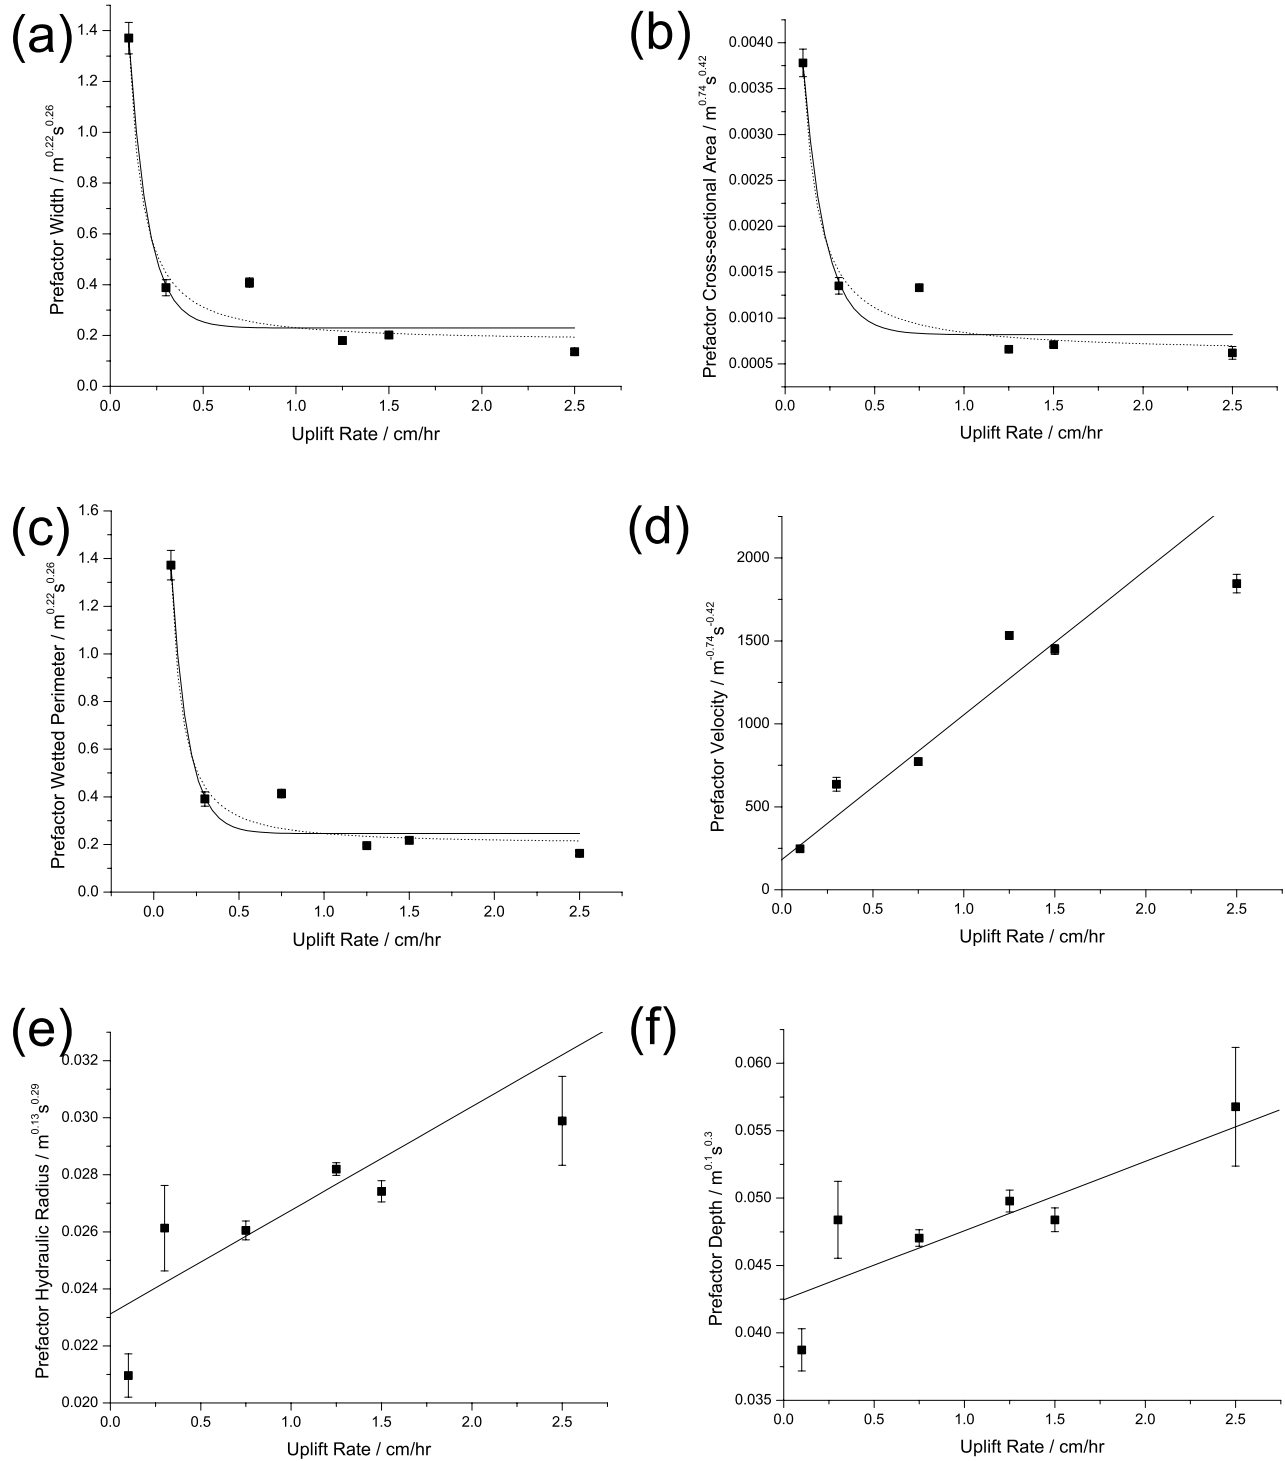 (a)
Prefactor Width / m^0.22 s^0.26
1.4
1.2
1.0
0.8
0.6
0.4
0.2
0.0
0.0 0.5 1.0 1.5 2.0 2.5
Uplift Rate / cm/hr
(b)
Prefactor Cross-sectional Area / m^0.74 s^0.42
0.0040
0.0035
0.0030
0.0025
0.0020
0.0015
0.0010
0.0005
0.0 0.5 1.0 1.5 2.0 2.5
Uplift Rate / cm/hr
(c)
Prefactor Wetted Perimeter / m^0.22 s^0.26
1.6
1.4
1.2
1.0
0.8
0.6
0.4
0.2
0.0
0.0 0.5 1.0 1.5 2.0 2.5
Uplift Rate / cm/hr
(d)
Prefactor Velocity / m^-0.74 s^-0.42
2000
1500
1000
500
0
0.0 0.5 1.0 1.5 2.0 2.5
Uplift Rate / cm/hr
(e)
Prefactor Hydraulic Radius / m^0.13 s^0.29
0.032
0.030
0.028
0.026
0.024
0.022
0.020
0.0 0.5 1.0 1.5 2.0 2.5
Uplift Rate / cm/hr
(f)
Prefactor Depth / m^0.1 s^0.3
0.060
0.055
0.050
0.045
0.040
0.035
0.0 0.5 1.0 1.5 2.0 2.5
Uplift Rate / cm/hr